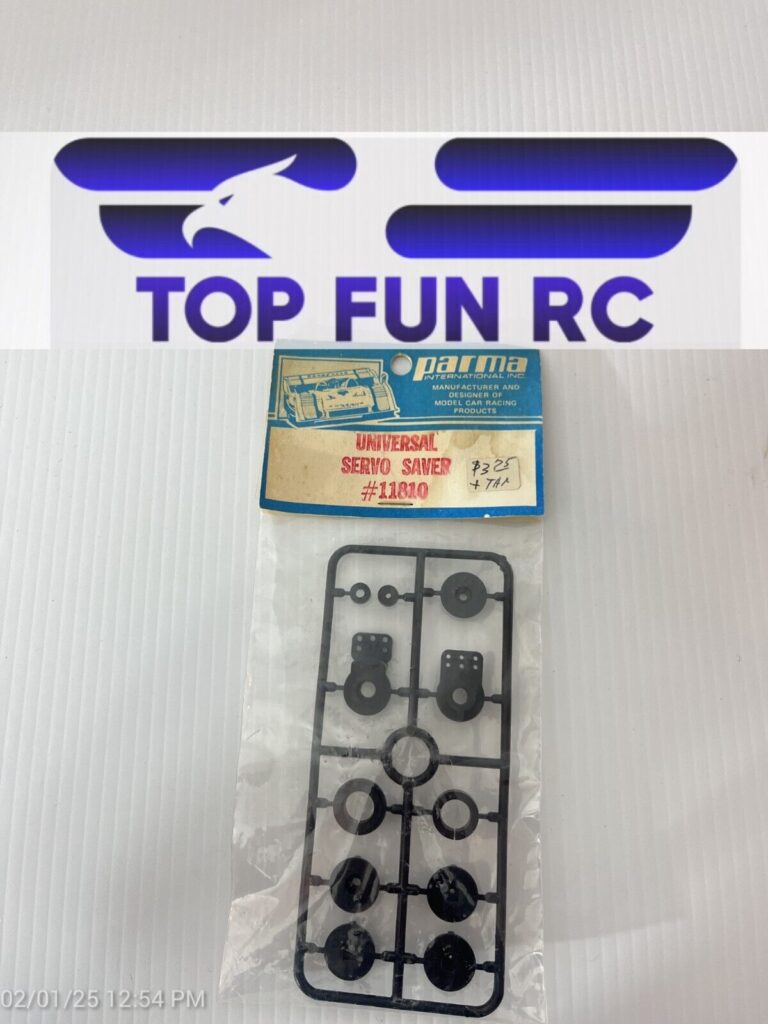 TOP FUN RC
parma
INTERNATIONAL INC.
MANUFACTURER AND
DESIGNER OF
MODEL CAR RACING
PRODUCTS
UNIVERSAL
SERVO SAVER
#11810
$3.25
+ TAX
02/01/25 12:54 PM